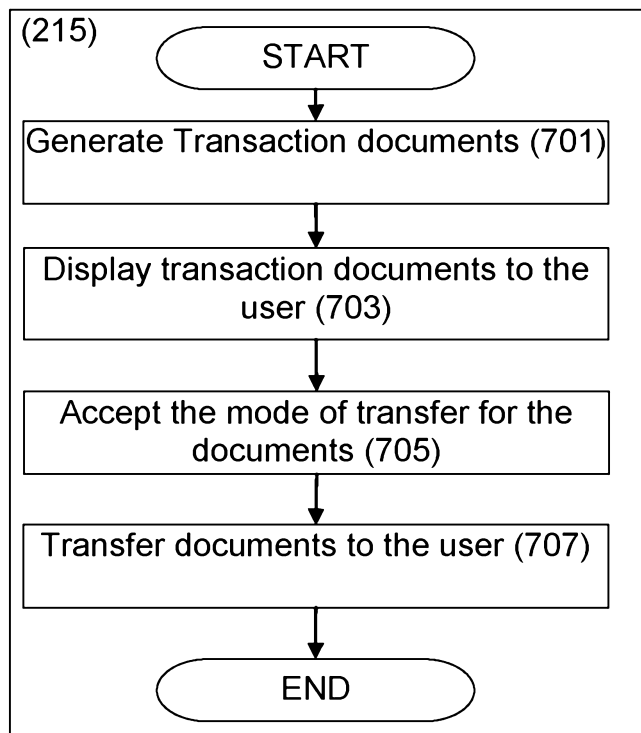 (215)
START
Generate Transaction documents (701)
Display transaction documents to the
user (703)
Accept the mode of transfer for the
documents (705)
Transfer documents to the user (707)
END